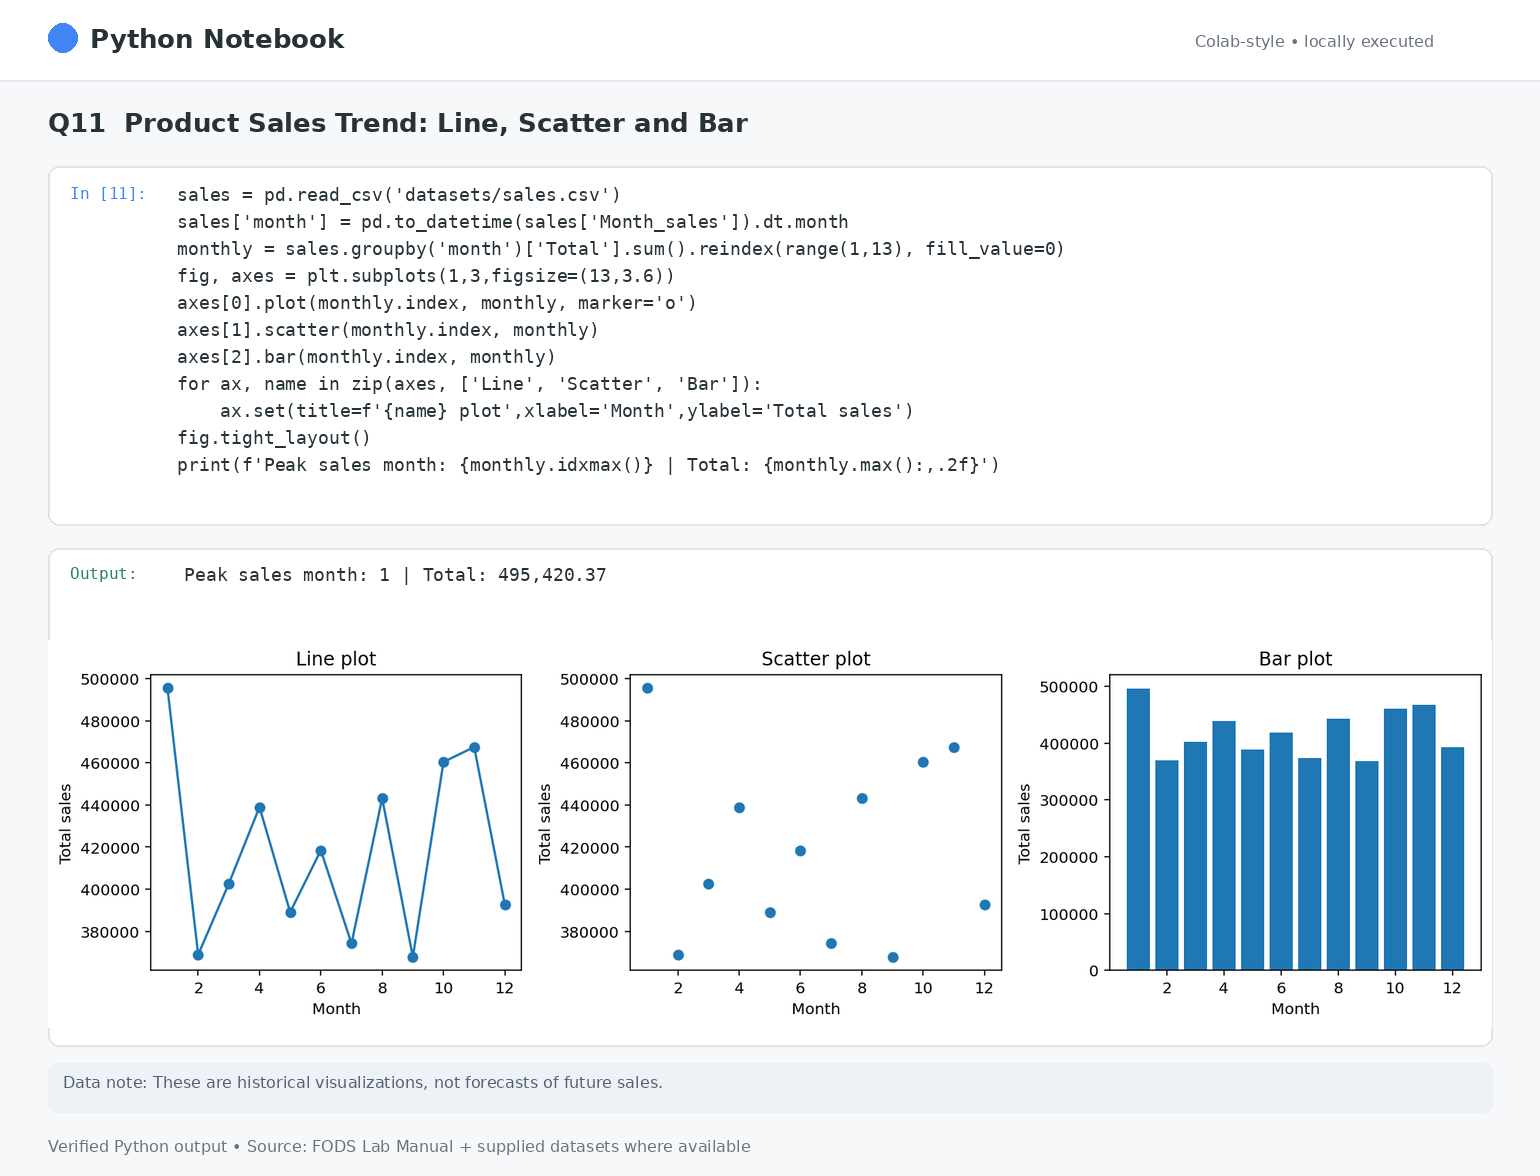 Python Notebook
Colab-style • locally executed
Q11  Product Sales Trend: Line, Scatter and Bar
In [11]:
sales = pd.read_csv('datasets/sales.csv')
sales['month'] = pd.to_datetime(sales['Month_sales']).dt.month
monthly = sales.groupby('month')['Total'].sum().reindex(range(1,13), fill_value=0)
fig, axes = plt.subplots(1,3,figsize=(13,3.6))
axes[0].plot(monthly.index, monthly, marker='o')
axes[1].scatter(monthly.index, monthly)
axes[2].bar(monthly.index, monthly)
for ax, name in zip(axes, ['Line', 'Scatter', 'Bar']):
    ax.set(title=f'{name} plot',xlabel='Month',ylabel='Total sales')
fig.tight_layout()
print(f'Peak sales month: {monthly.idxmax()} | Total: {monthly.max():,.2f}')
Output:
Peak sales month: 1 | Total: 495,420.37
Line plot
500000
480000
460000
440000
420000
400000
380000
Total sales
2 4 6 8 10 12
Month
Scatter plot
500000
480000
460000
440000
420000
400000
380000
Total sales
2 4 6 8 10 12
Month
Bar plot
500000
400000
300000
200000
100000
0
Total sales
2 4 6 8 10 12
Month
Data note: These are historical visualizations, not forecasts of future sales.
Verified Python output • Source: FODS Lab Manual + supplied datasets where available